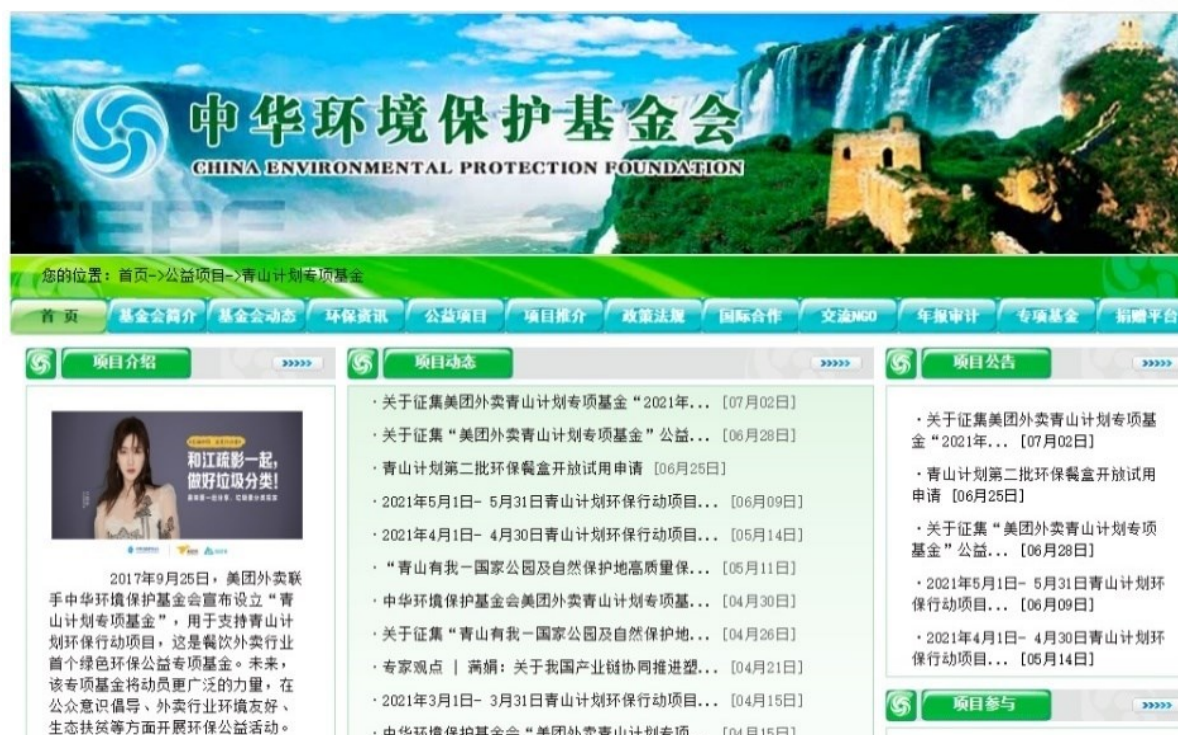 中华环境保护基金会
CHINA ENVIRONMENTAL PROTECTION FOUNDATION
CEPF
您的位置：首页->公益项目->青山计划专项基金
首 页 基金会简介 基金会动态 环保资讯 公益项目 项目推介 政策法规 国际合作 交流NGO 年报审计 专项基金 捐赠平台
项目介绍 >>>>>
和江疏影一起，
做好垃圾分类！
2017年9月25日，美团外卖联
手中华环境保护基金会宣布设立“青
山计划专项基金”，用于支持青山计
划环保行动项目，这是餐饮外卖行业
首个绿色环保公益专项基金。未来，
该专项基金将动员更广泛的力量，在
公众意识倡导、外卖行业环境友好、
生态扶贫等方面开展环保公益活动。
项目动态 >>>>>
·关于征集美团外卖青山计划专项基金“2021年... [07月02日]
·关于征集“美团外卖青山计划专项基金”公益... [06月28日]
·青山计划第二批环保餐盒开放试用申请 [06月25日]
·2021年5月1日- 5月31日青山计划环保行动项目... [06月09日]
·2021年4月1日- 4月30日青山计划环保行动项目... [05月14日]
·“青山有我－国家公园及自然保护地高质量保... [05月11日]
·中华环境保护基金会美团外卖青山计划专项基... [04月30日]
·关于征集“青山有我－国家公园及自然保护地... [04月26日]
·专家观点 | 满娟：关于我国产业链协同推进塑... [04月21日]
·2021年3月1日- 3月31日青山计划环保行动项目... [04月15日]
·中华环境保护基金会“美团外卖青山计划专项... [04月15日]
项目公告 >>>>>
·关于征集美团外卖青山计划专项基
金“2021年... [07月02日]
·青山计划第二批环保餐盒开放试用
申请 [06月25日]
·关于征集“美团外卖青山计划专项
基金”公益... [06月28日]
·2021年5月1日- 5月31日青山计划环
保行动项目... [06月09日]
·2021年4月1日- 4月30日青山计划环
保行动项目... [05月14日]
项目参与 >>>>>